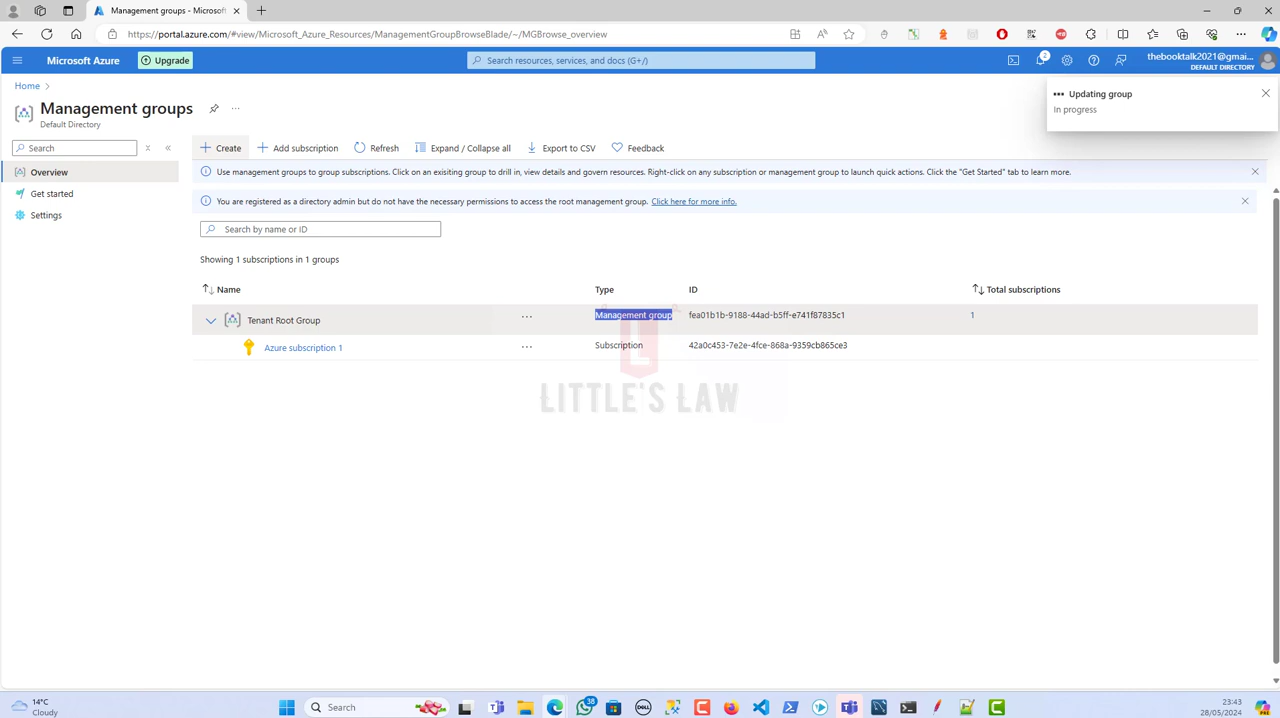 Management groups - Microsof
https://portal.azure.com/#view/Microsoft_Azure_Resources/ManagementGroupBrowseBlade/~/MGBrowse_overview
Microsoft Azure
Upgrade
Search resources, services, and docs (G+/)
2
thebooktalk2021@gmai...
DEFAULT DIRECTORY
Home
Updating group
In progress
Management groups
Default Directory
Search
Create
Add subscription
Refresh
Expand / Collapse all
Export to CSV
Feedback
Overview
Get started
Settings
Use management groups to group subscriptions. Click on an exisiting group to drill in, view details and govern resources. Right-click on any subscription or management group to launch quick actions. Click the "Get Started" tab to learn more.
You are registered as a directory admin but do not have the necessary permissions to access the root management group. Click here for more info.
Search by name or ID
Showing 1 subscriptions in 1 groups
Name Type ID Total subscriptions
Tenant Root Group Management group fea01b1b-9188-44ad-b5ff-e741f87835c1 1
Azure subscription 1 Subscription 42a0c453-7e2e-4fce-868a-9359cb865ce3
L
LITTLE'S LAW
14°C
Cloudy
Search
38
DELL
23:43
28/05/2024